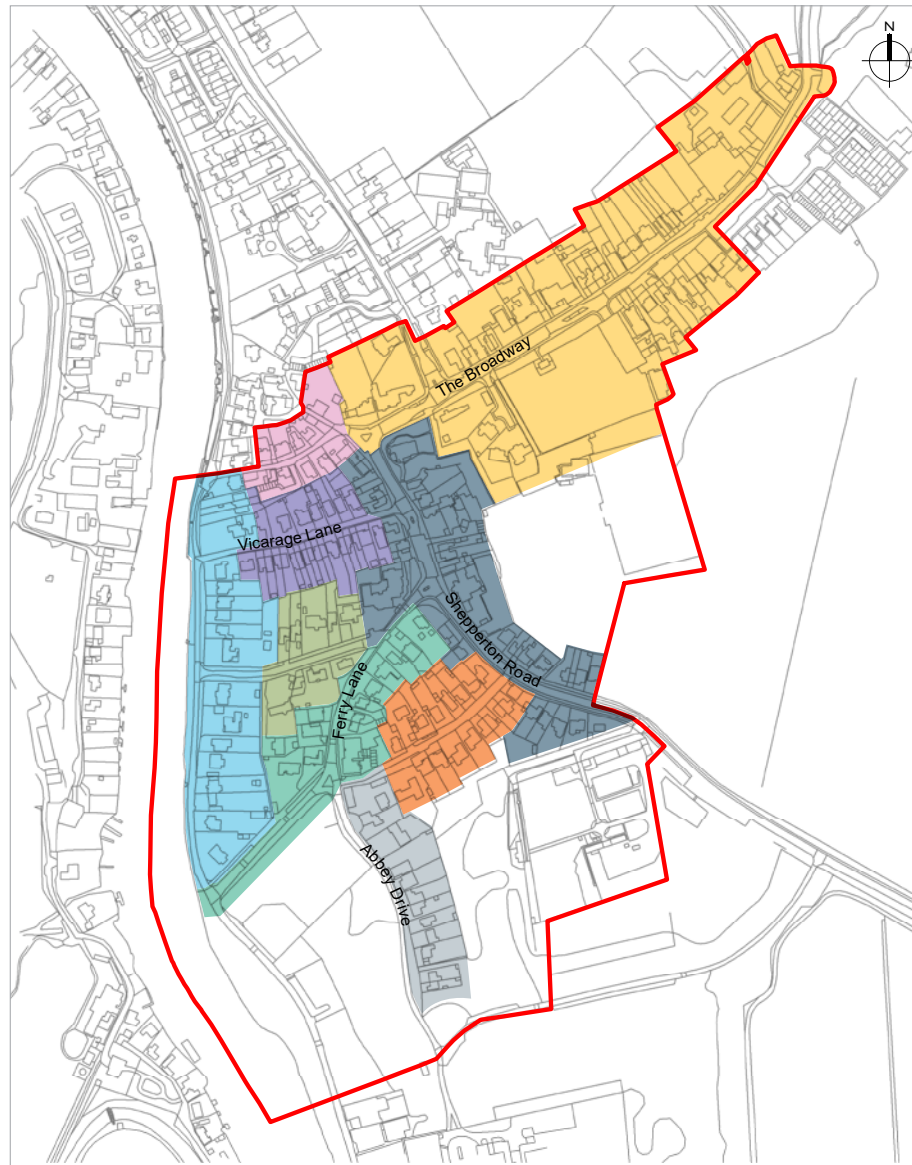 N
The Broadway
Vicarage Lane
Shepperton Road
Ferry Lane
Abbey Drive